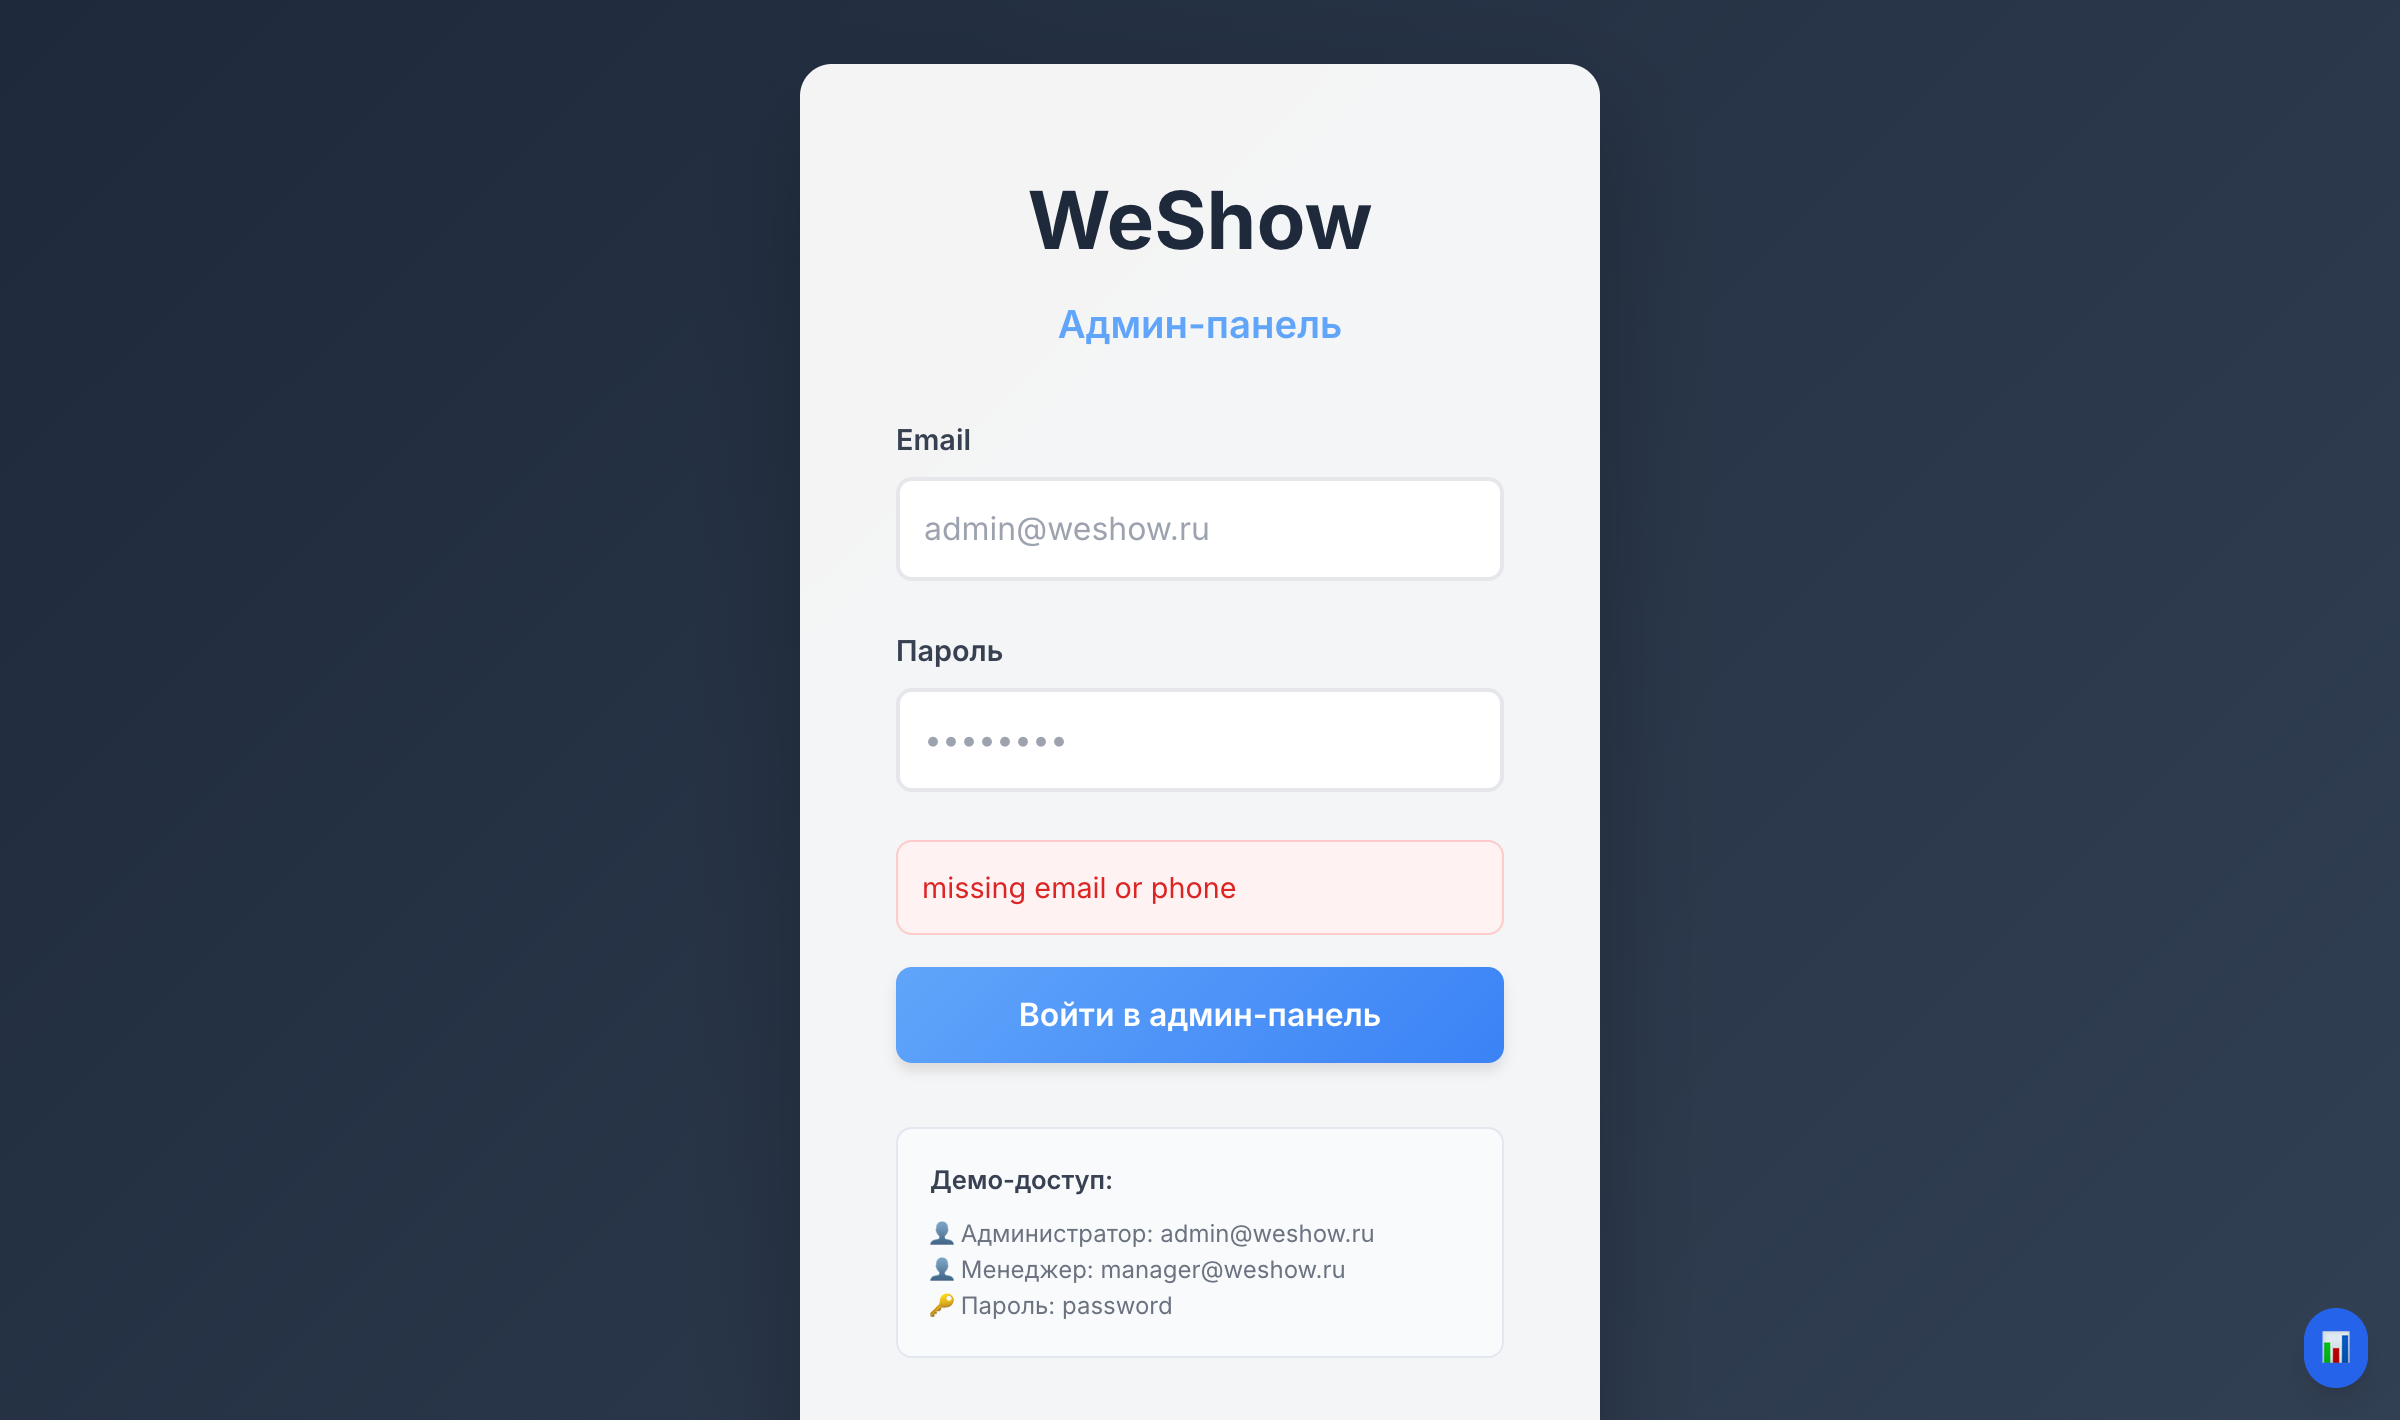 WeShow
Админ-панель
Email
admin@weshow.ru
Пароль
••••••••
missing email or phone
Войти в админ-панель
Демо-доступ:
👤 Администратор: admin@weshow.ru
👤 Менеджер: manager@weshow.ru
🔑 Пароль: password